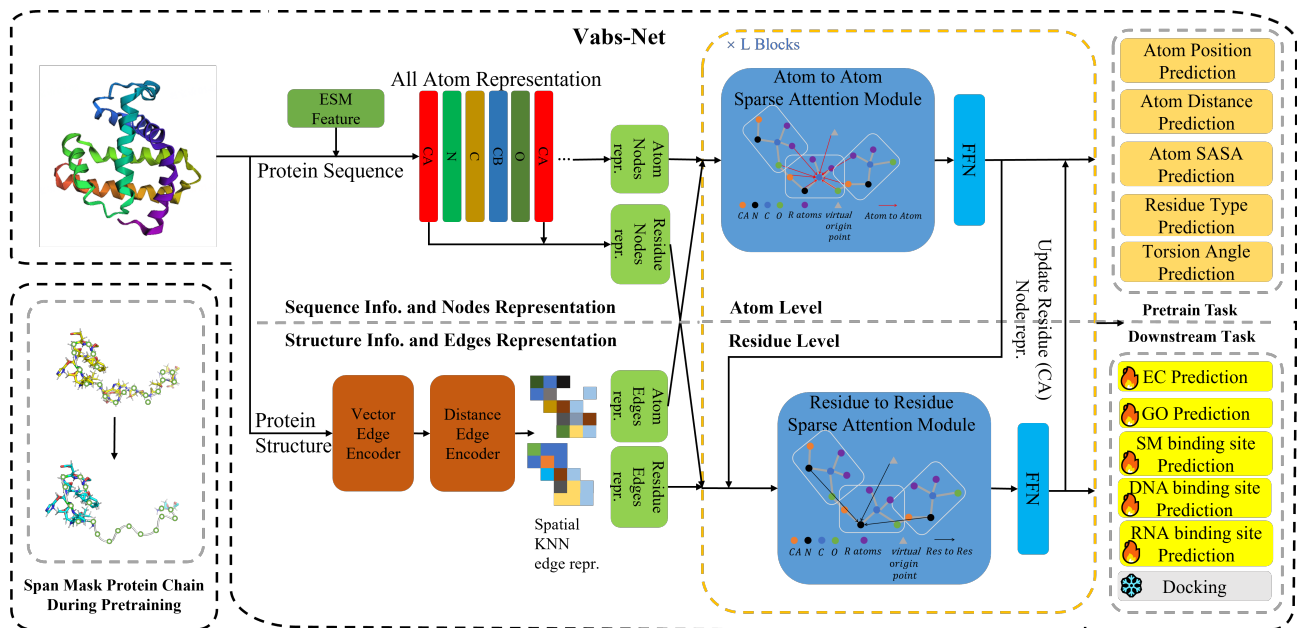 Vabs-Net
× L Blocks
ESM
Feature
All Atom Representation
Protein Sequence
CA
N
C
CB
O
CA
...
Atom
Nodes
repr.
Residue
Nodes
repr.
Sequence Info. and Nodes Representation
Structure Info. and Edges Representation
Protein
Structure
Vector
Edge
Encoder
Distance
Edge
Encoder
Spatial
KNN
edge repr.
Atom
Edges
repr.
Residue
Edges
repr.
Atom to Atom
Sparse Attention Module
CA N C O R atoms virtual origin point Atom to Atom
FFN
Atom Level
Residue Level
Update Residue (CA)
Node repr.
Residue to Residue
Sparse Attention Module
CA N C O R atoms virtual origin point Res to Res
FFN
Atom Position
Prediction
Atom Distance
Prediction
Atom SASA
Prediction
Residue Type
Prediction
Torsion Angle
Prediction
Pretrain Task
Downstream Task
EC Prediction
GO Prediction
SM binding site
Prediction
DNA binding site
Prediction
RNA binding site
Prediction
Docking
Span Mask Protein Chain
During Pretraining